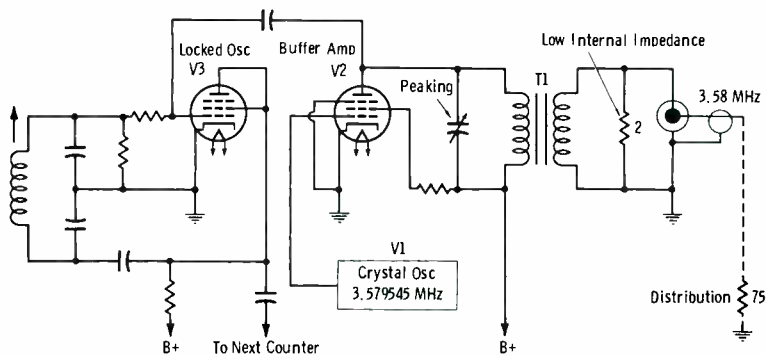 Low Internal Impedance
Locked Osc
V3
Buffer Amp
V2
Peaking
T1
3.58 MHz
2
V1
Crystal Osc
3.579545 MHz
Distribution
75
B+
To Next Counter
B+